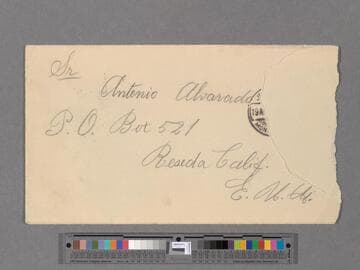 Sr
Antonio Alvarado
P. O. Box 521
Reseda Calif.
E. U. A.